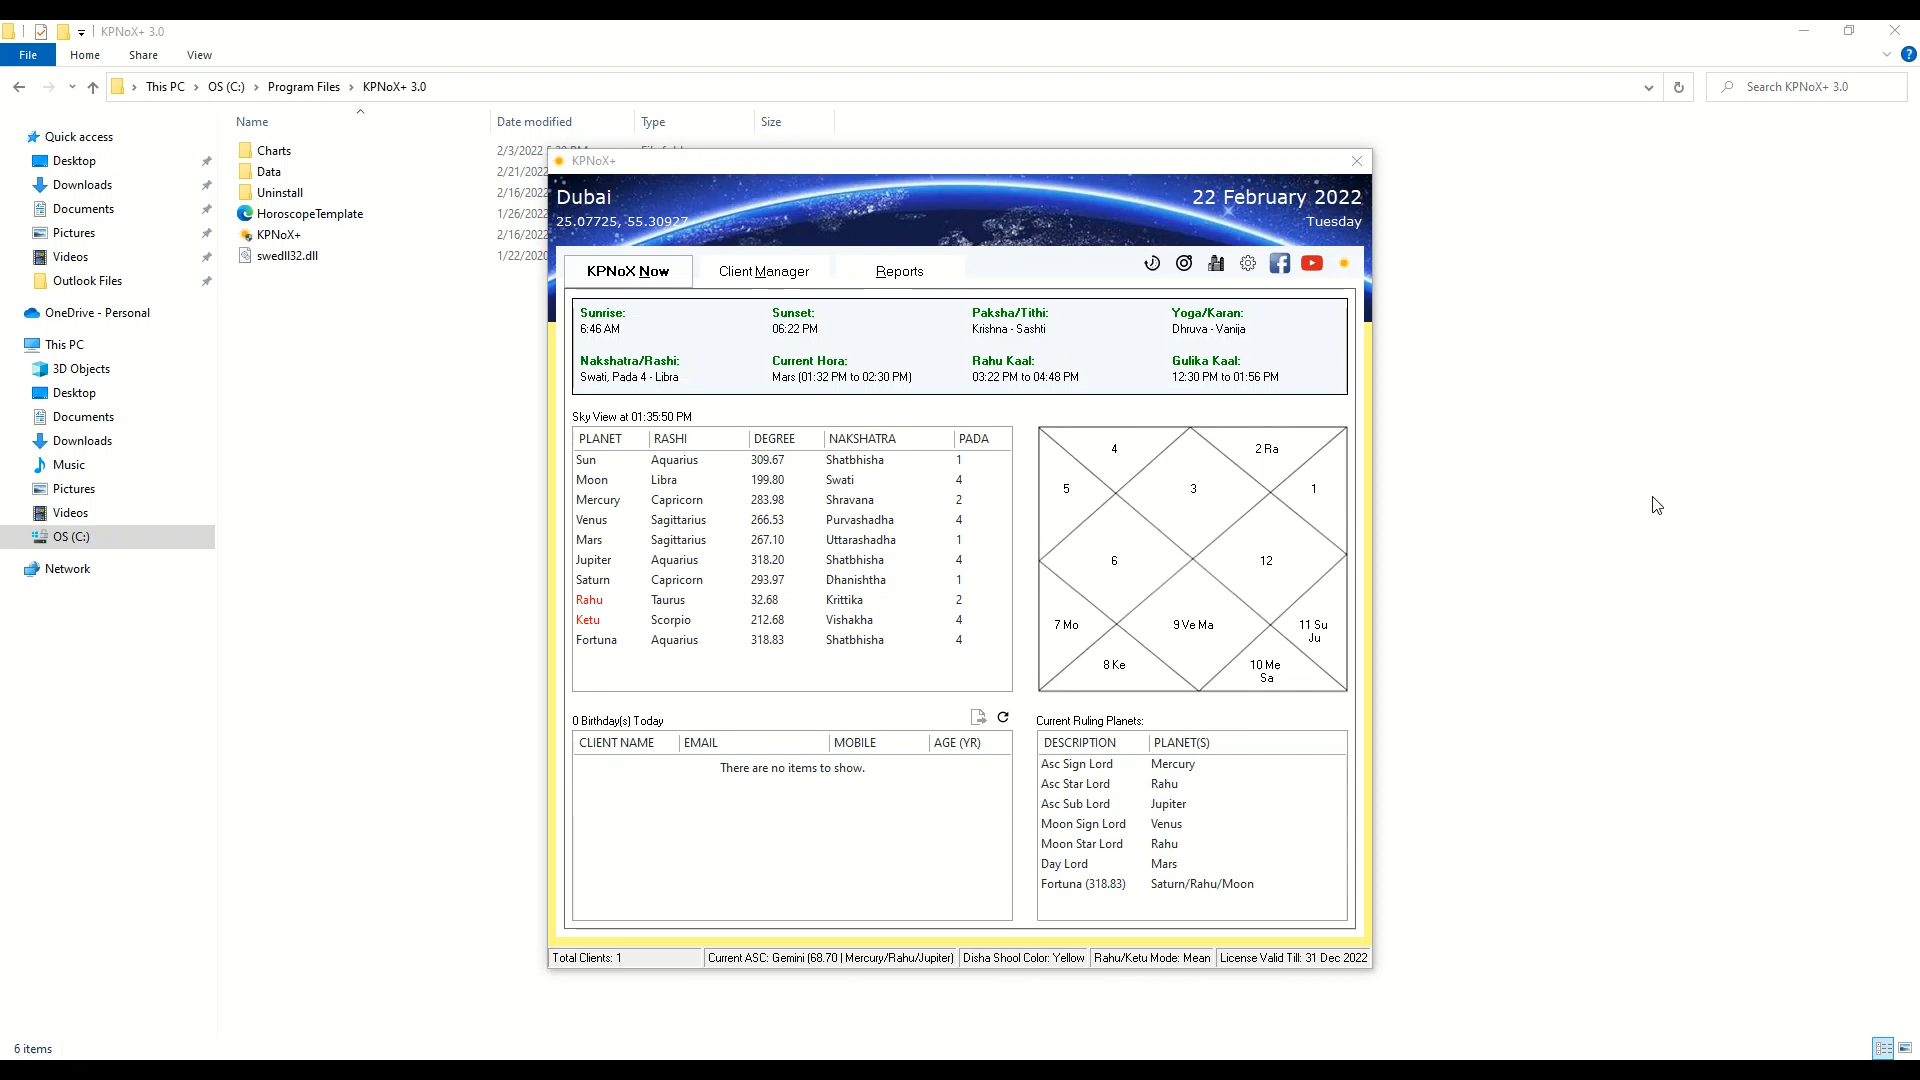 KPNoX+ 3.0
File Home Share View
This PC OS (C:) Program Files KPNoX+ 3.0
Search KPNoX+ 3.0
Name Date modified Type Size
Quick access
Desktop
Downloads
Documents
Pictures
Videos
Outlook Files
OneDrive - Personal
This PC
3D Objects
Desktop
Documents
Downloads
Music
Pictures
Videos
OS (C:)
Network
Charts 2/3/2022
Data 2/21/2022
Uninstall 2/16/2022
HoroscopeTemplate 1/26/2022
KPNoX+ 2/16/2022
swedll32.dll 1/22/2020
KPNoX+
Dubai 22 February 2022
25.07725, -55.30927 Tuesday
KPNoX Now Client Manager Reports
Sunrise: Sunset: Paksha/Tithi: Yoga/Karan:
6:46 AM 06:22 PM Krishna - Sashti Dhruva - Vanija
Nakshatra/Rashi: Current Hora: Rahu Kaal: Gulika Kaal:
Swati, Pada 4 - Libra Mars (01:32 PM to 02:30 PM) 03:22 PM to 04:48 PM 12:30 PM to 01:56 PM
Sky View at 01:35:50 PM
PLANET RASHI DEGREE NAKSHATRA PADA
Sun Aquarius 309.67 Shatbhisha 1
Moon Libra 199.80 Swati 4
Mercury Capricorn 283.98 Shravana 2
Venus Sagittarius 266.53 Purvashadha 4
Mars Sagittarius 267.10 Uttarashadha 1
Jupiter Aquarius 318.20 Shatbhisha 4
Saturn Capricorn 293.97 Dhanishtha 1
Rahu Taurus 32.68 Krittika 2
Ketu Scorpio 212.68 Vishakha 4
Fortuna Aquarius 318.83 Shatbhisha 4
4 2 Ra
5 3 1
6 12
7 Mo 9 Ve Ma 11 Su
Ju
8 Ke 10 Me
Sa
0 Birthday(s) Today
CLIENT NAME EMAIL MOBILE AGE (YR)
There are no items to show.
Current Ruling Planets:
DESCRIPTION PLANET(S)
Asc Sign Lord Mercury
Asc Star Lord Rahu
Asc Sub Lord Jupiter
Moon Sign Lord Venus
Moon Star Lord Rahu
Day Lord Mars
Fortuna (318.83) Saturn/Rahu/Moon
Total Clients: 1 Current ASC: Gemini (68.70 | Mercury/Rahu/Jupiter) Disha Shool Color: Yellow Rahu/Ketu Mode: Mean License Valid Till: 31 Dec 2022
6 items